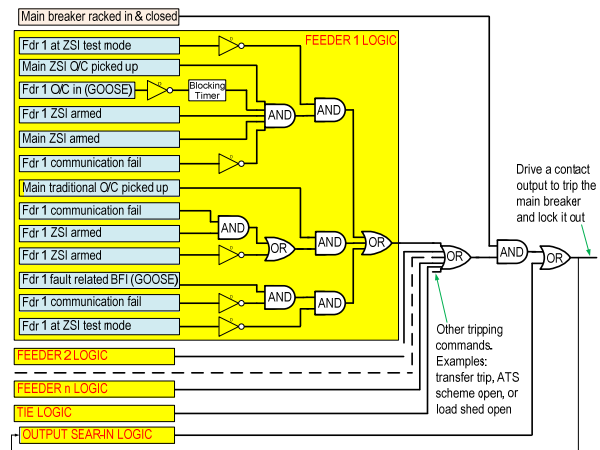 Main breaker racked in & closed
FEEDER 1 LOGIC
Fdr 1 at ZSI test mode
Main ZSI O/C picked up
Fdr 1 O/C in (GOOSE)
Blocking
Timer
Fdr 1 ZSI armed
AND
AND
Main ZSI armed
Fdr 1 communication fail
Main traditional O/C picked up
Fdr 1 communication fail
Fdr 1 ZSI armed
AND
Fdr 1 ZSI armed
OR
AND
OR
Fdr 1 fault related BFI (GOOSE)
Fdr 1 communication fail
AND
AND
Fdr 1 at ZSI test mode
OR
AND
OR
Drive a contact
output to trip the
main breaker
and lock it out
Other tripping
commands.
Examples:
transfer trip, ATS
scheme open, or
load shed open
FEEDER 2 LOGIC
FEEDER n LOGIC
TIE LOGIC
OUTPUT SEAR-IN LOGIC